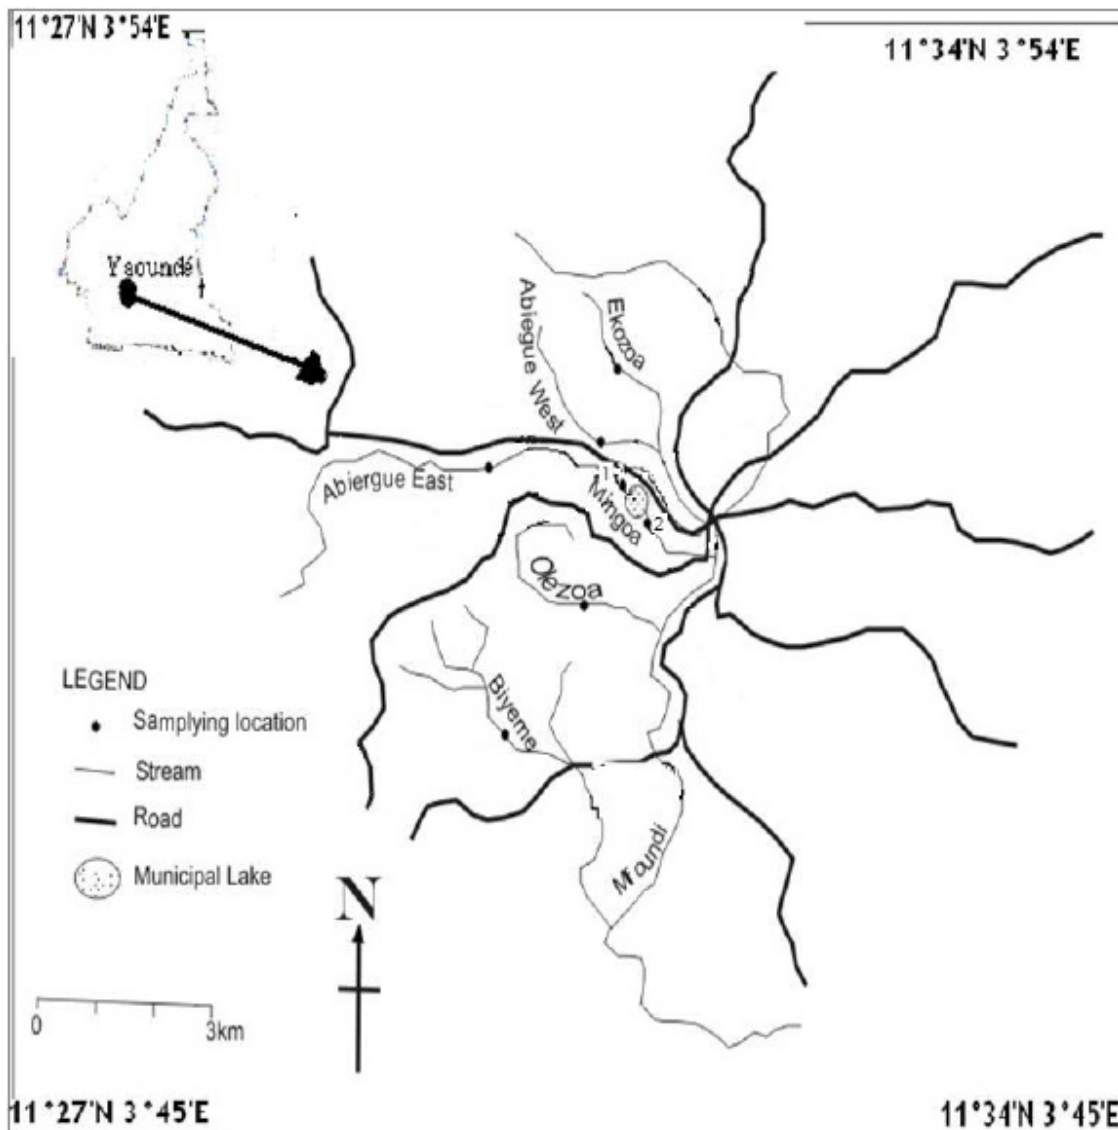 11°27'N 3°54'E
11°34'N 3°54'E
Yaoundé
Abiegue West
Ekozoa
Abiergue East
1
Mingoa
2
Olezoa
Biyeme
Mfoundi
LEGEND
Samplying location
Stream
Road
Municipal Lake
N
0
3km
11°27'N 3°45'E
11°34'N 3°45'E